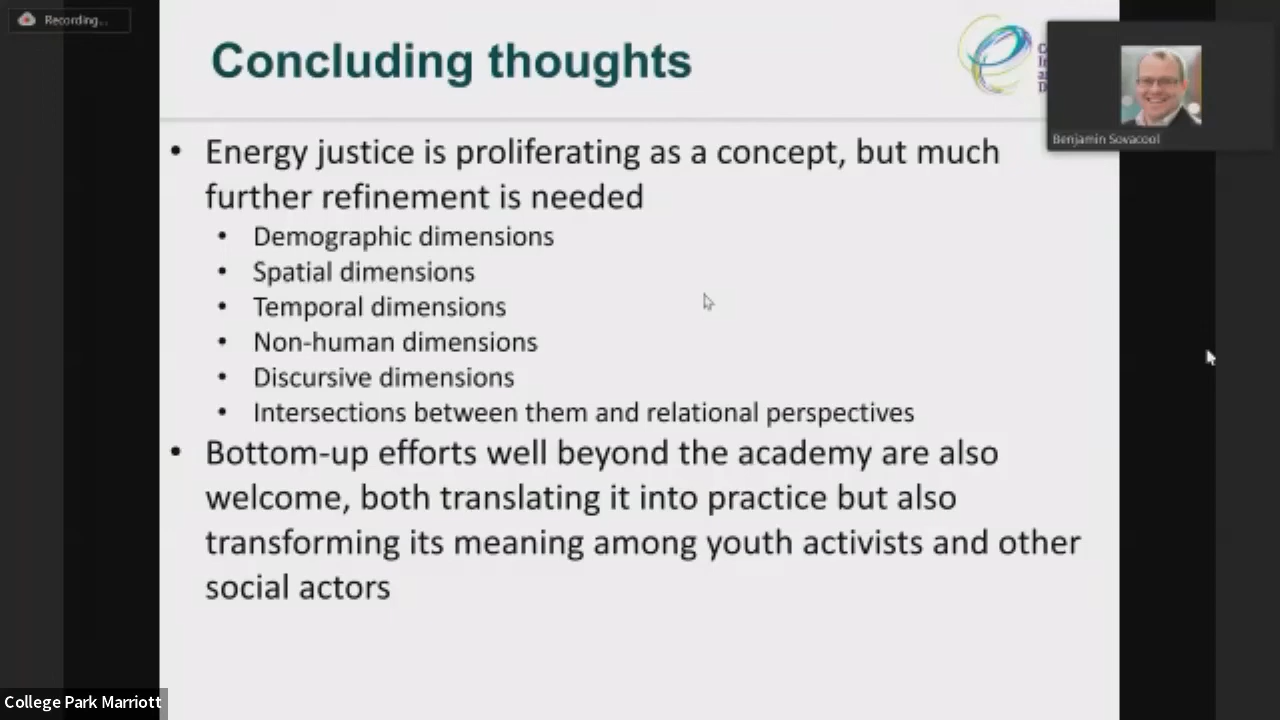 Recording...
Concluding thoughts
Benjamin Sovacool
• Energy justice is proliferating as a concept, but much
further refinement is needed
• Demographic dimensions
• Spatial dimensions
• Temporal dimensions
• Non-human dimensions
• Discursive dimensions
• Intersections between them and relational perspectives
• Bottom-up efforts well beyond the academy are also
welcome, both translating it into practice but also
transforming its meaning among youth activists and other
social actors
College Park Marriott